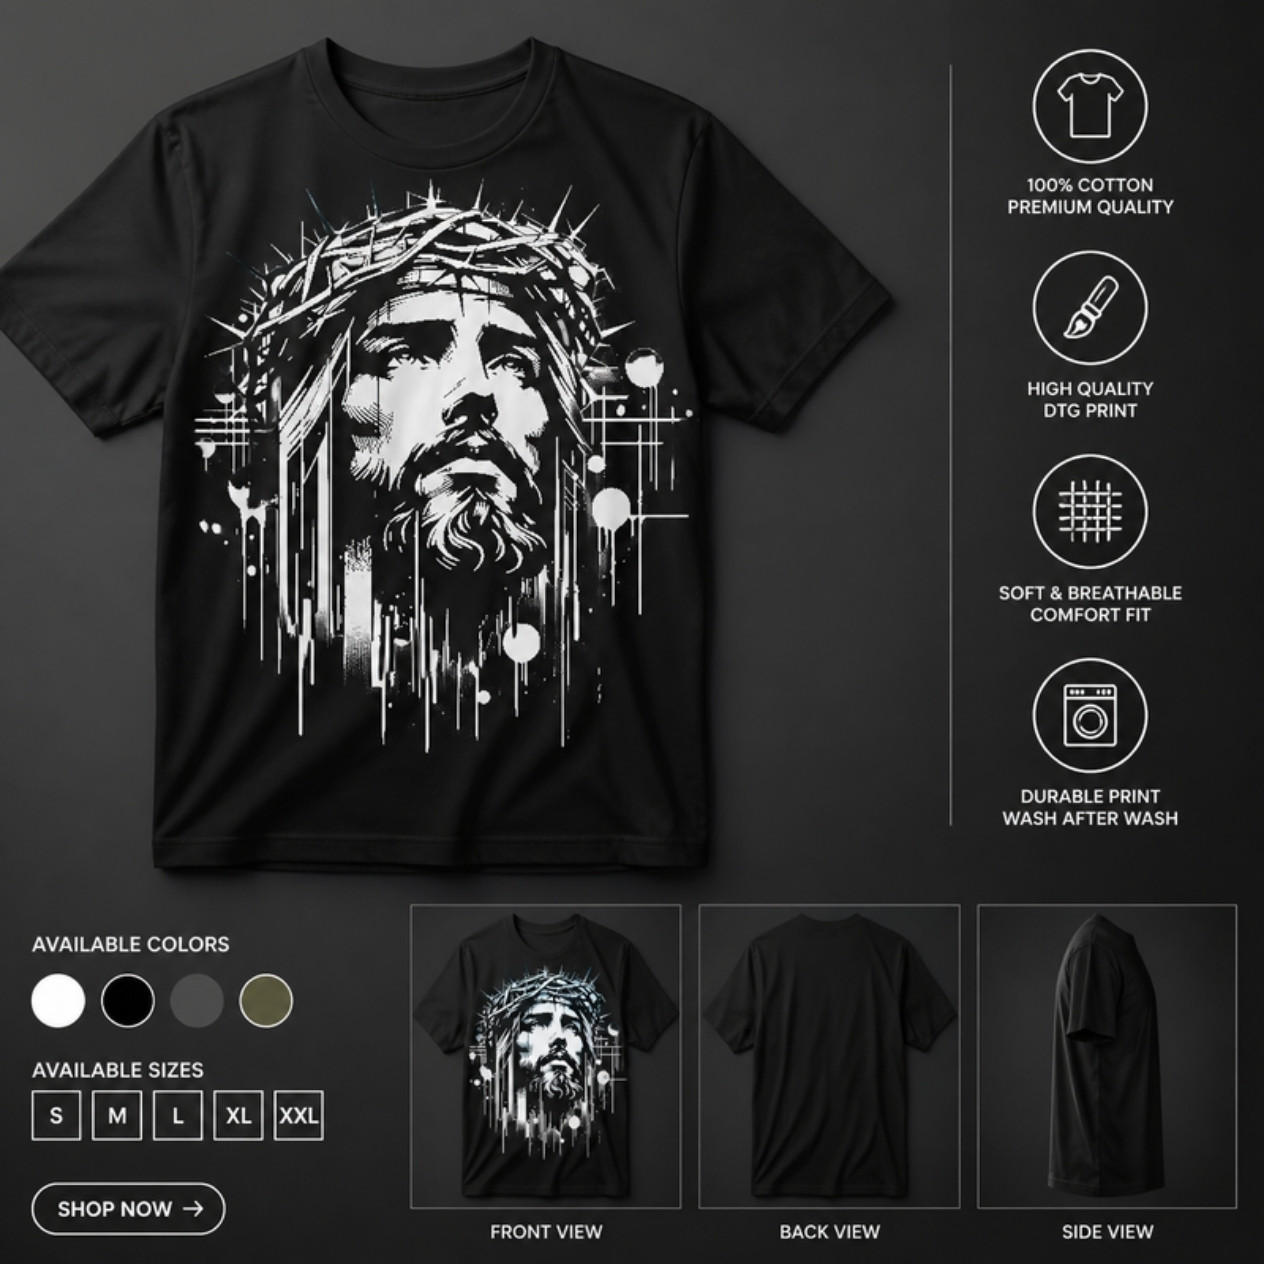 100% COTTON
PREMIUM QUALITY
HIGH QUALITY
DTG PRINT
SOFT & BREATHABLE
COMFORT FIT
DURABLE PRINT
WASH AFTER WASH
AVAILABLE COLORS
AVAILABLE SIZES
S M L XL XXL
SHOP NOW →
FRONT VIEW
BACK VIEW
SIDE VIEW